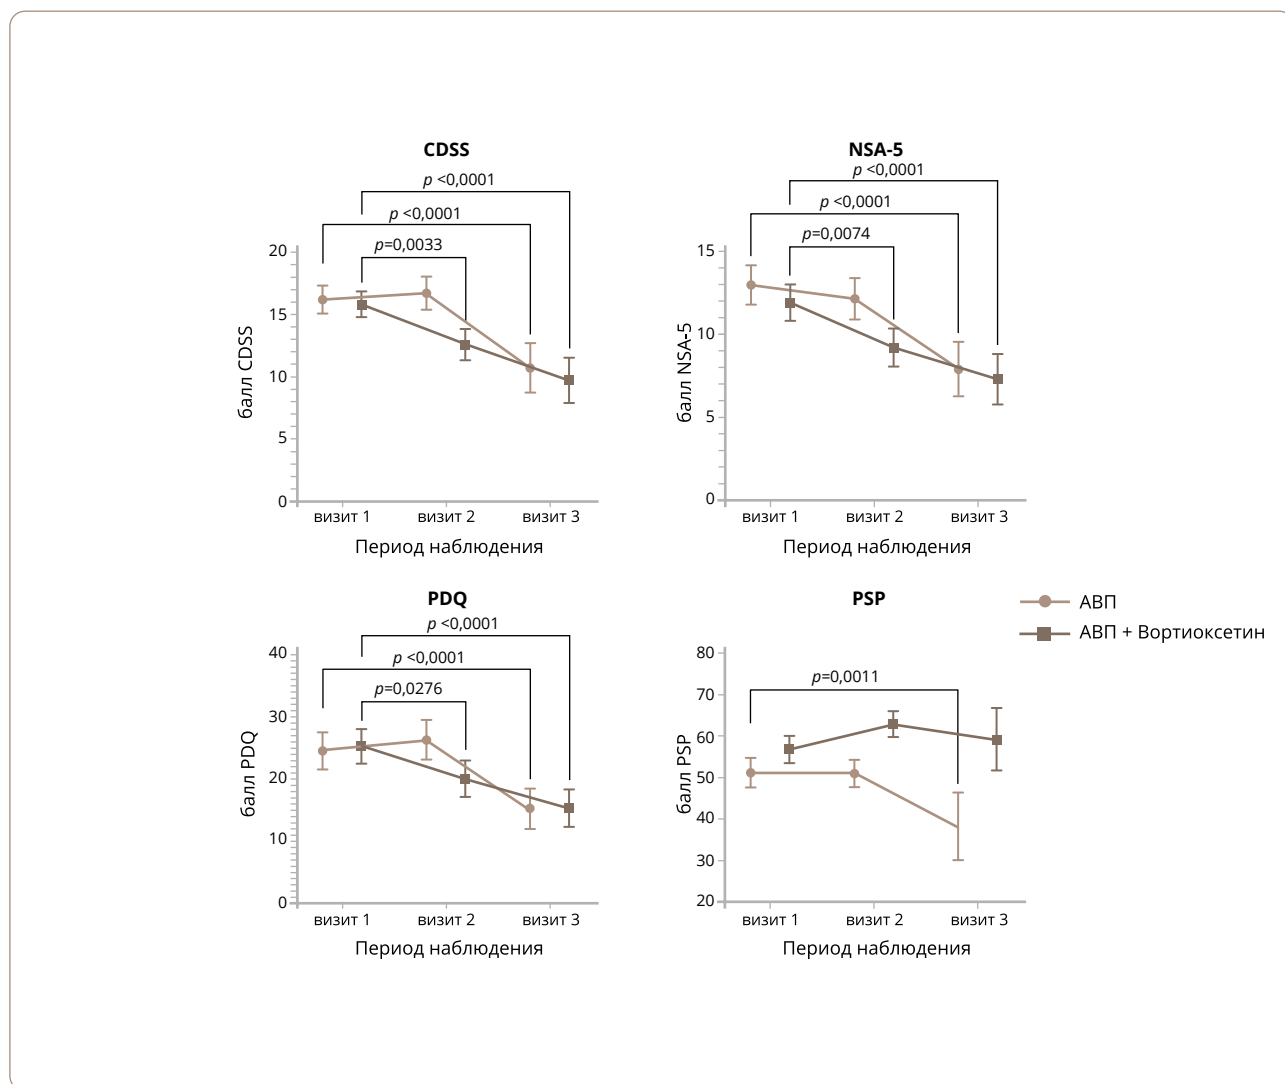 CDSS
p <0,0001
p <0,0001
p=0,0033
20
15
10
5
0
балл CDSS
визит 1 визит 2 визит 3
Период наблюдения
NSA-5
p <0,0001
p <0,0001
p=0,0074
15
10
5
0
балл NSA-5
визит 1 визит 2 визит 3
Период наблюдения
PDQ
p <0,0001
p <0,0001
p=0,0276
40
30
20
10
0
балл PDQ
визит 1 визит 2 визит 3
Период наблюдения
PSP
p=0,0011
80
70
60
50
40
30
20
балл PSP
визит 1 визит 2 визит 3
Период наблюдения
АВП
АВП + Вортиоксетин